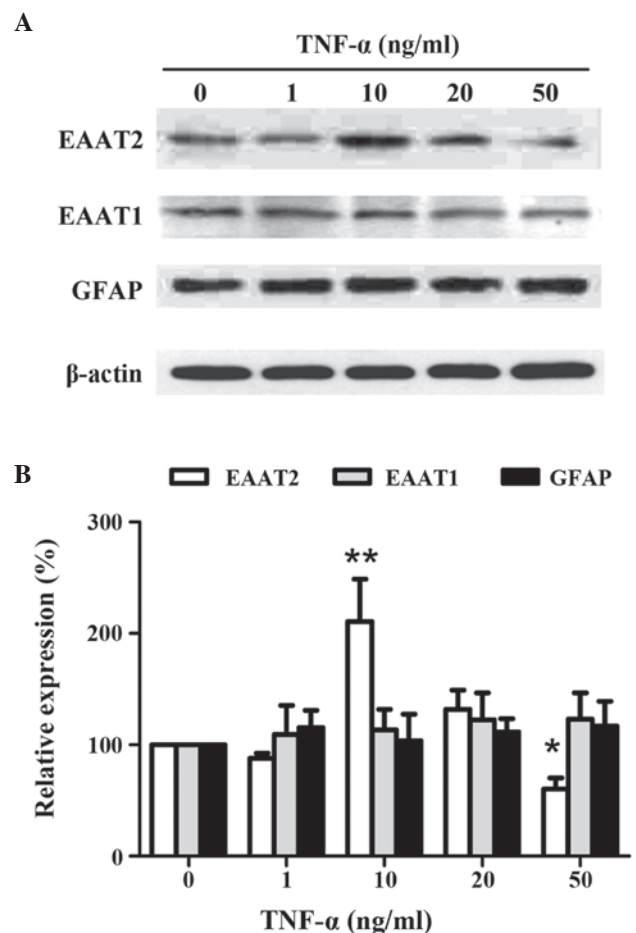 A
TNF-α (ng/ml)
0 1 10 20 50
EAAT2
EAAT1
GFAP
β-actin
B
EAAT2 EAAT1 GFAP
Relative expression (%)
300
200
100
0
**
*
0 1 10 20 50
TNF-α (ng/ml)